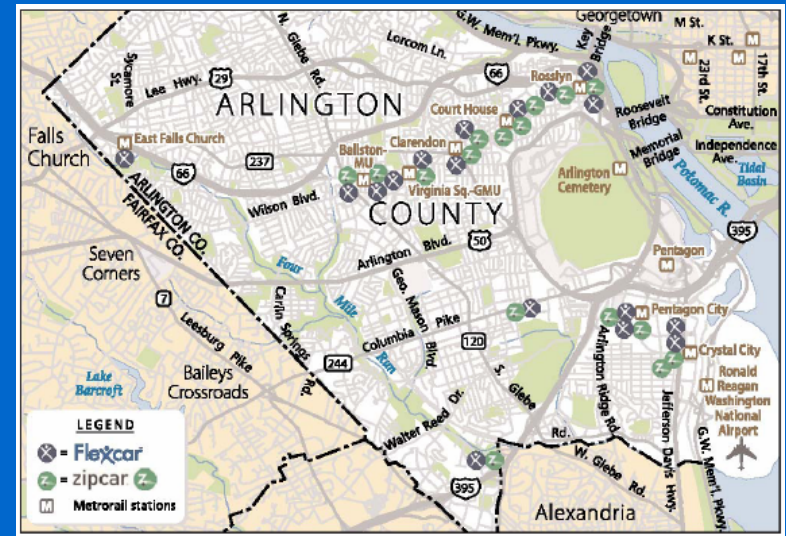 Georgetown
M St.
K St.
17th St.
23rd St.
G.W. Mem'l. Pkwy.
Key
Bridge
N. Glebe Rd.
Lorcom Ln.
Sycamore
St.
Lee Hwy.
29
66
Rosslyn
ARLINGTON
Court House
Roosevelt
Bridge
Constitution
Ave.
Falls
Church
East Falls Church
Clarendon
Memorial
Bridge
Independence
Ave.
237
Ballston-
MU
66
Arlington
Cemetery
Potomac R.
Tidal
Basin
Virginia Sq.-GMU
Wilson Blvd.
COUNTY
ARLINGTON CO.
FAIRFAX CO.
395
50
Arlington Blvd.
Pentagon
Seven
Corners
Four
Mile
Run
Geo. Mason Blvd.
7
Carlin Springs
Rd.
Columbia Pike
Pentagon City
Leesburg Pike
120
Arlington Ridge Rd.
Crystal City
244
Baileys
Crossroads
Lake
Barcroft
S. Glebe
Rd.
Ronald
Reagan
Washington
National
Airport
Walter Reed Dr.
Jefferson Davis Hwy.
G.W. Mem'l. Pkwy.
LEGEND
= Flexcar
= zipcar
M Metrorail stations
395
W. Glebe Rd.
Alexandria